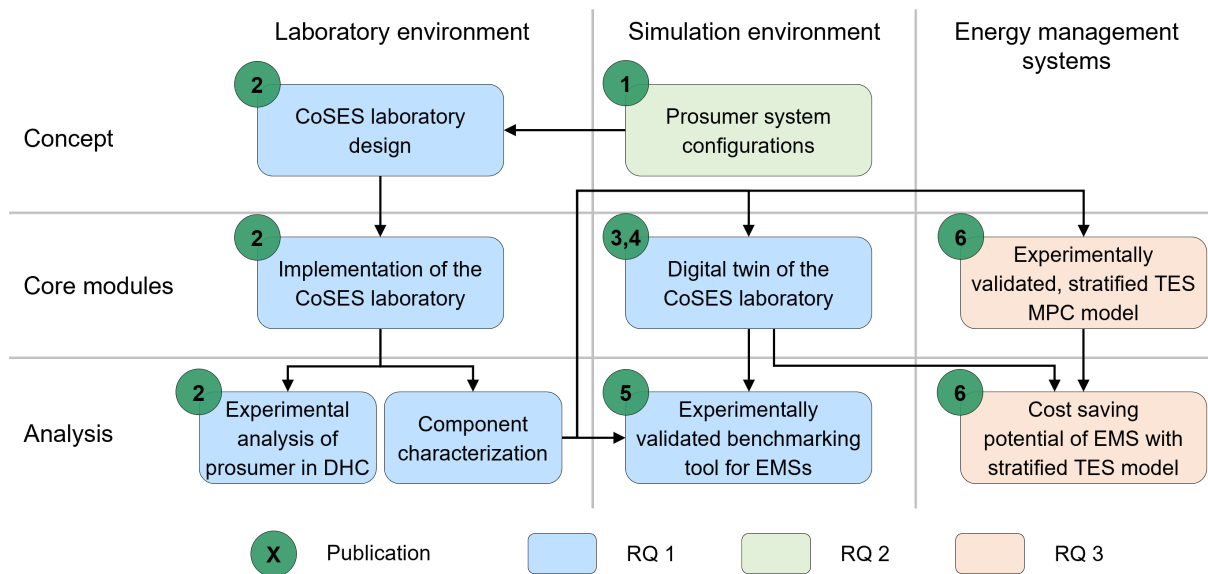 Laboratory environment
Simulation environment
Energy management
systems
Concept
2
CoSES laboratory
design
1
Prosumer system
configurations
Core modules
2
Implementation of the
CoSES laboratory
3,4
Digital twin of the
CoSES laboratory
6
Experimentally
validated, stratified TES
MPC model
Analysis
2
Experimental
analysis of
prosumer in DHC
Component
characterization
5
Experimentally
validated benchmarking
tool for EMSs
6
Cost saving
potential of EMS with
stratified TES model
X
Publication
RQ 1
RQ 2
RQ 3